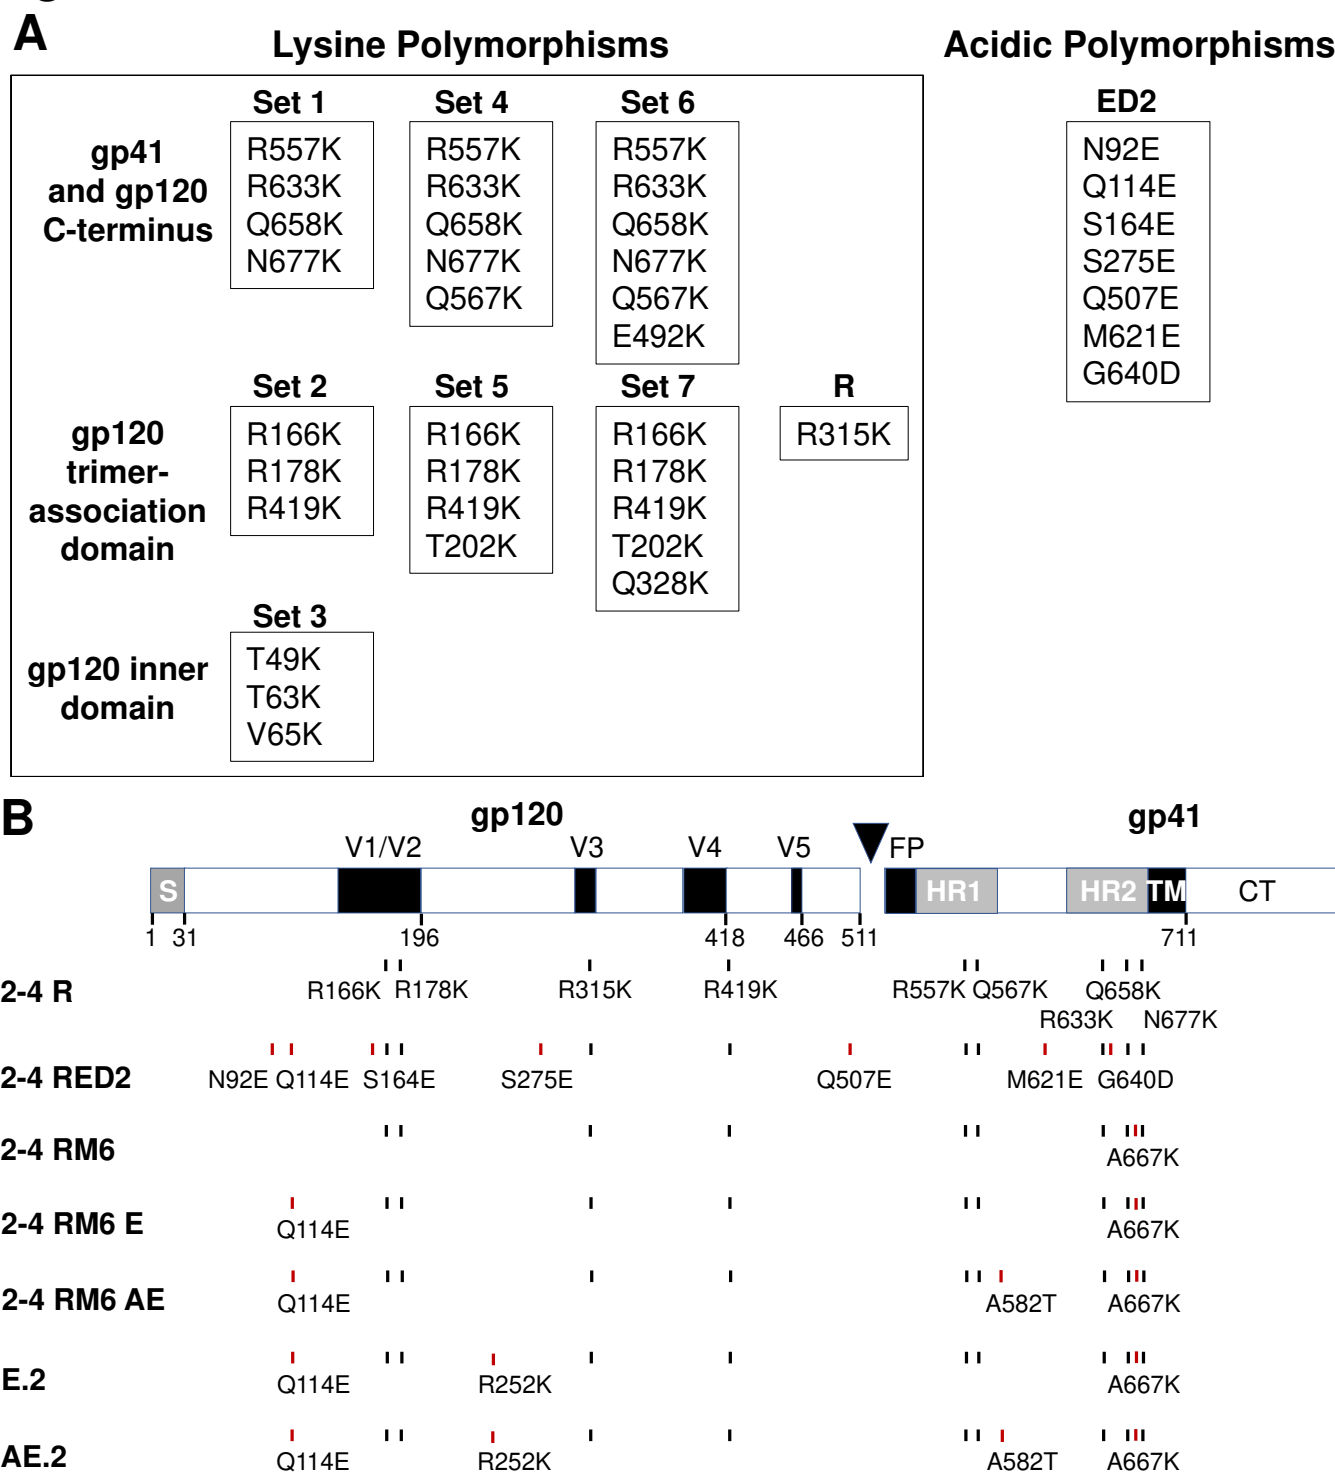 A
Lysine Polymorphisms
Acidic Polymorphisms
Set 1
Set 4
Set 6
ED2
gp41
and gp120
C-terminus
R557K
R633K
Q658K
N677K
R557K
R633K
Q658K
N677K
Q567K
R557K
R633K
Q658K
N677K
Q567K
E492K
N92E
Q114E
S164E
S275E
Q507E
M621E
G640D
Set 2
Set 5
Set 7
R
gp120
trimer-
association
domain
R166K
R178K
R419K
R166K
R178K
R419K
T202K
R166K
R178K
R419K
T202K
Q328K
R315K
Set 3
gp120 inner
domain
T49K
T63K
V65K
B
gp120
gp41
V1/V2
V3
V4
V5
FP
S
HR1
HR2
TM
CT
1
31
196
418
466
511
711
2-4 R
R166K
R178K
R315K
R419K
R557K
Q567K
Q658K
R633K
N677K
2-4 RED2
N92E
Q114E
S164E
S275E
Q507E
M621E
G640D
2-4 RM6
A667K
2-4 RM6 E
Q114E
A667K
2-4 RM6 AE
Q114E
A582T
A667K
E.2
Q114E
R252K
A667K
AE.2
Q114E
R252K
A582T
A667K